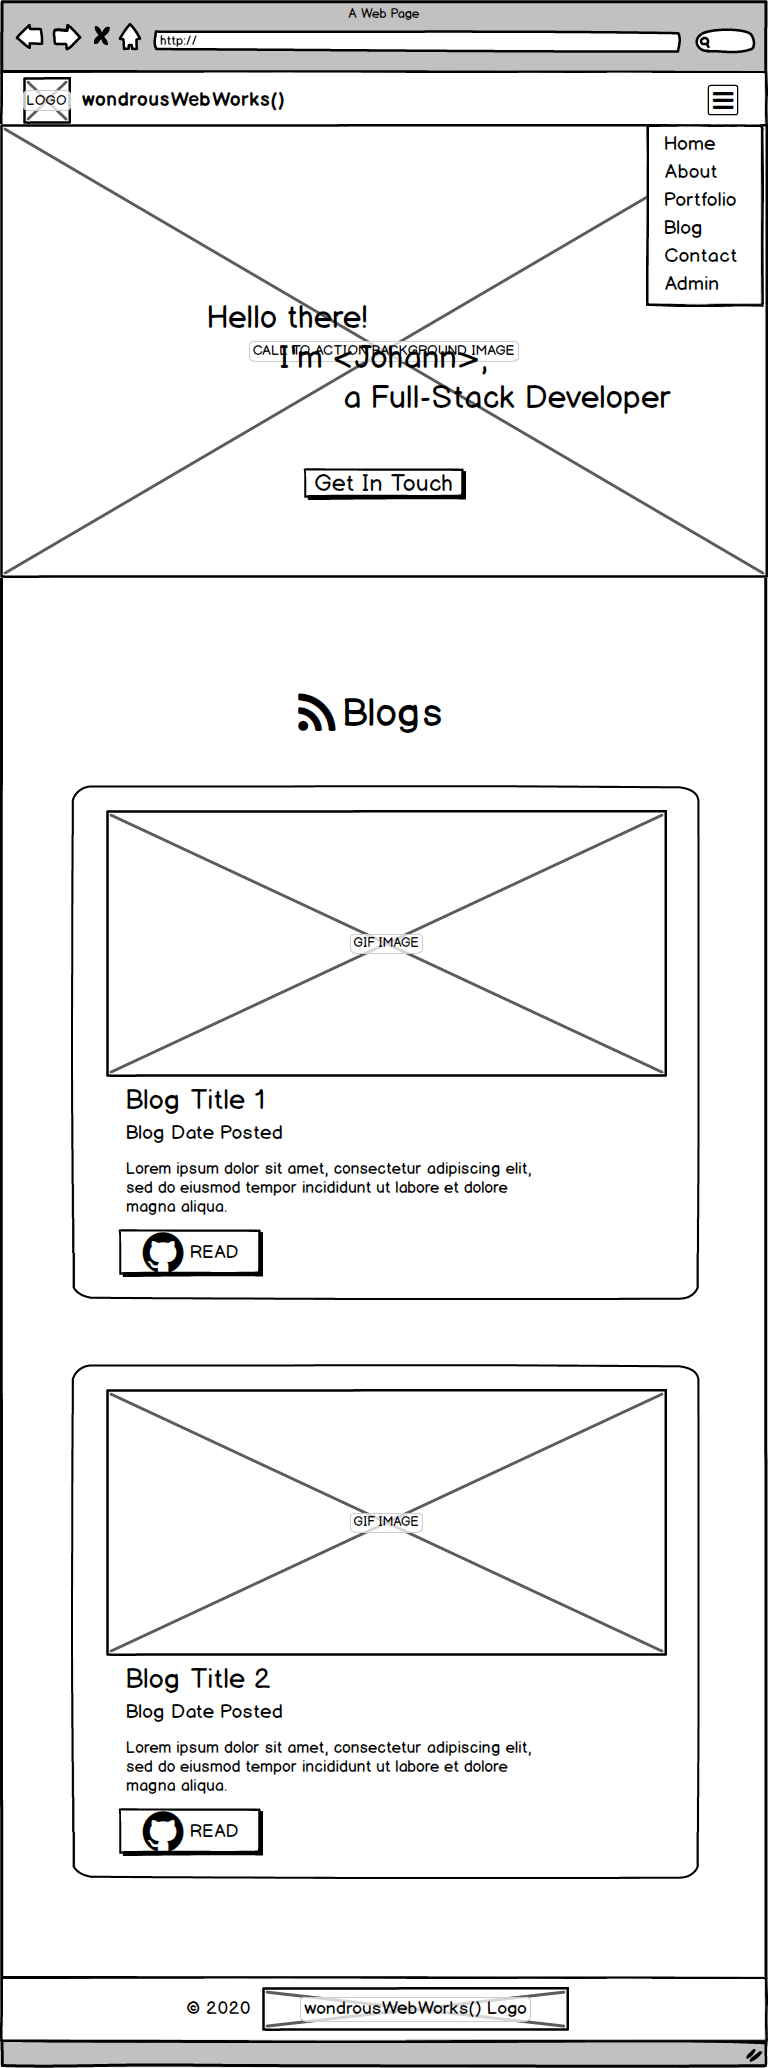 A Web Page
http://
LOGO
wondrousWebWorks()
Home
About
Portfolio
Blog
Contact
Admin
Hello there!
CALL TO ACTION BACKGROUND IMAGE
I'm <Johann>,
a Full-Stack Developer
Get In Touch
Blogs
GIF IMAGE
Blog Title 1
Blog Date Posted
Lorem ipsum dolor sit amet, consectetur adipiscing elit,
sed do eiusmod tempor incididunt ut labore et dolore
magna aliqua.
READ
GIF IMAGE
Blog Title 2
Blog Date Posted
Lorem ipsum dolor sit amet, consectetur adipiscing elit,
sed do eiusmod tempor incididunt ut labore et dolore
magna aliqua.
READ
© 2020
wondrousWebWorks() Logo